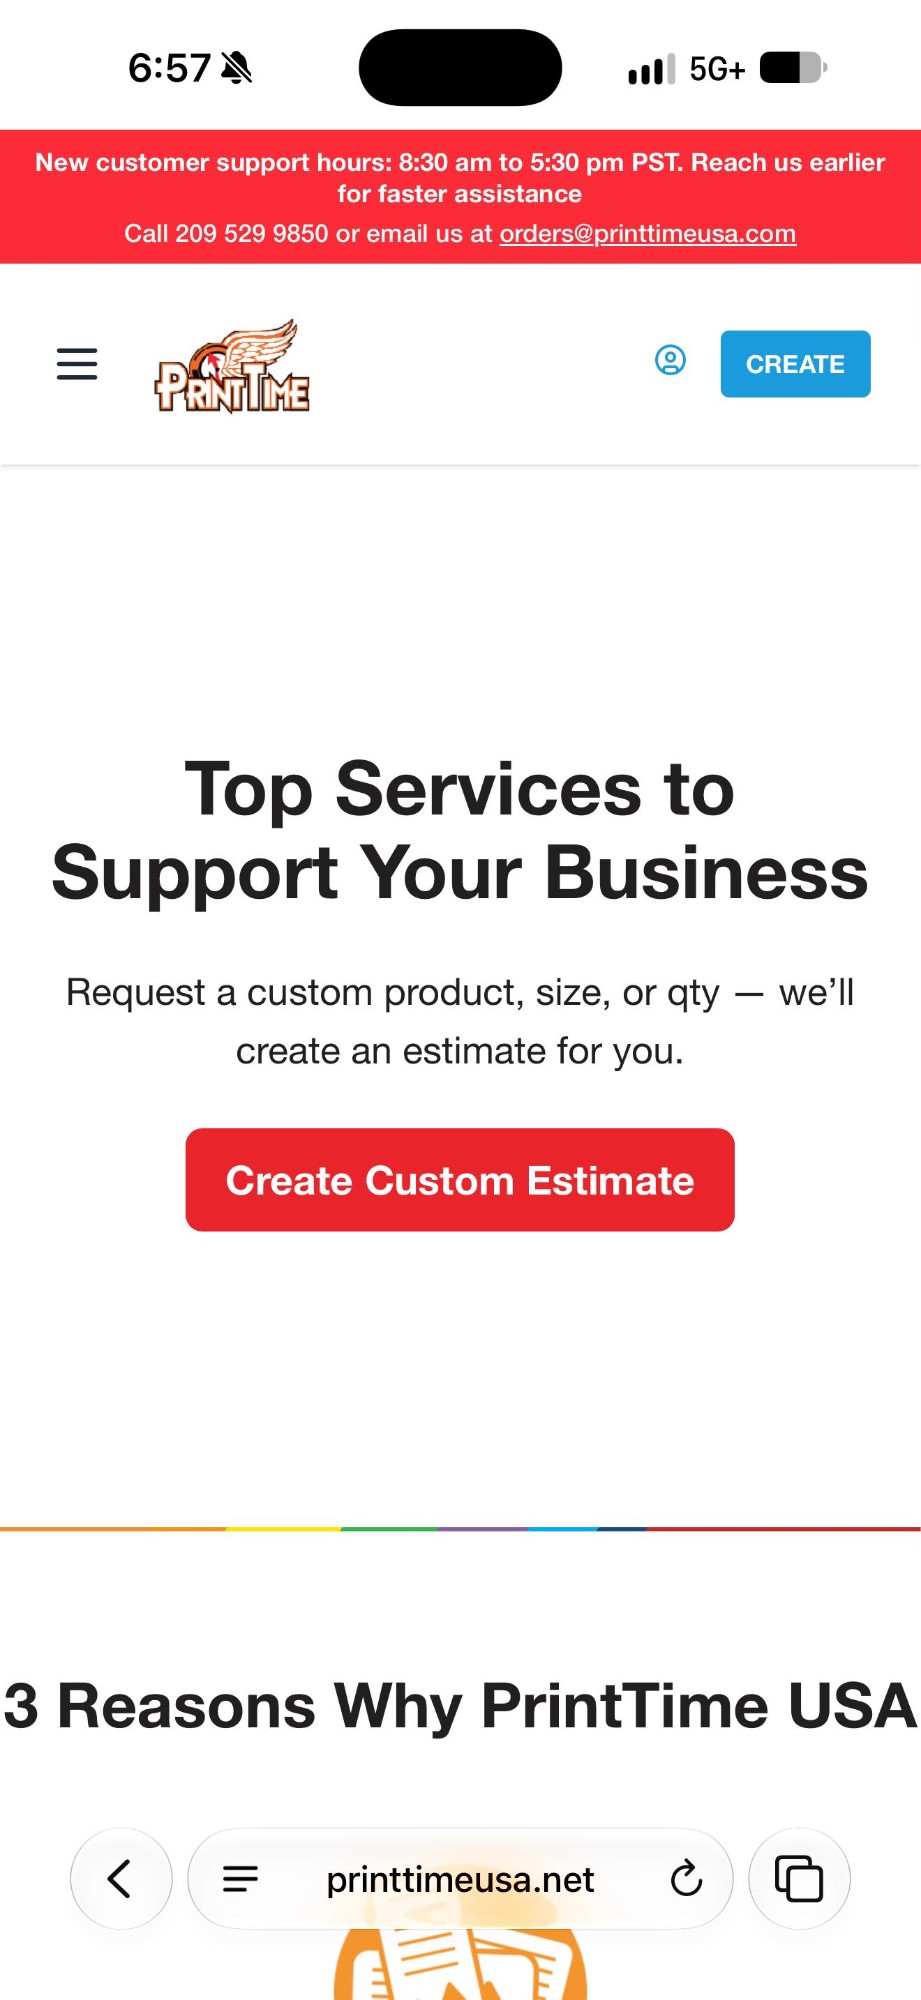 6:57
5G+
New customer support hours: 8:30 am to 5:30 pm PST. Reach us earlier
for faster assistance
Call 209 529 9850 or email us at orders@printtimeusa.com
PRINTTIME
CREATE
Top Services to
Support Your Business
Request a custom product, size, or qty — we’ll
create an estimate for you.
Create Custom Estimate
3 Reasons Why PrintTime USA
printtimeusa.net